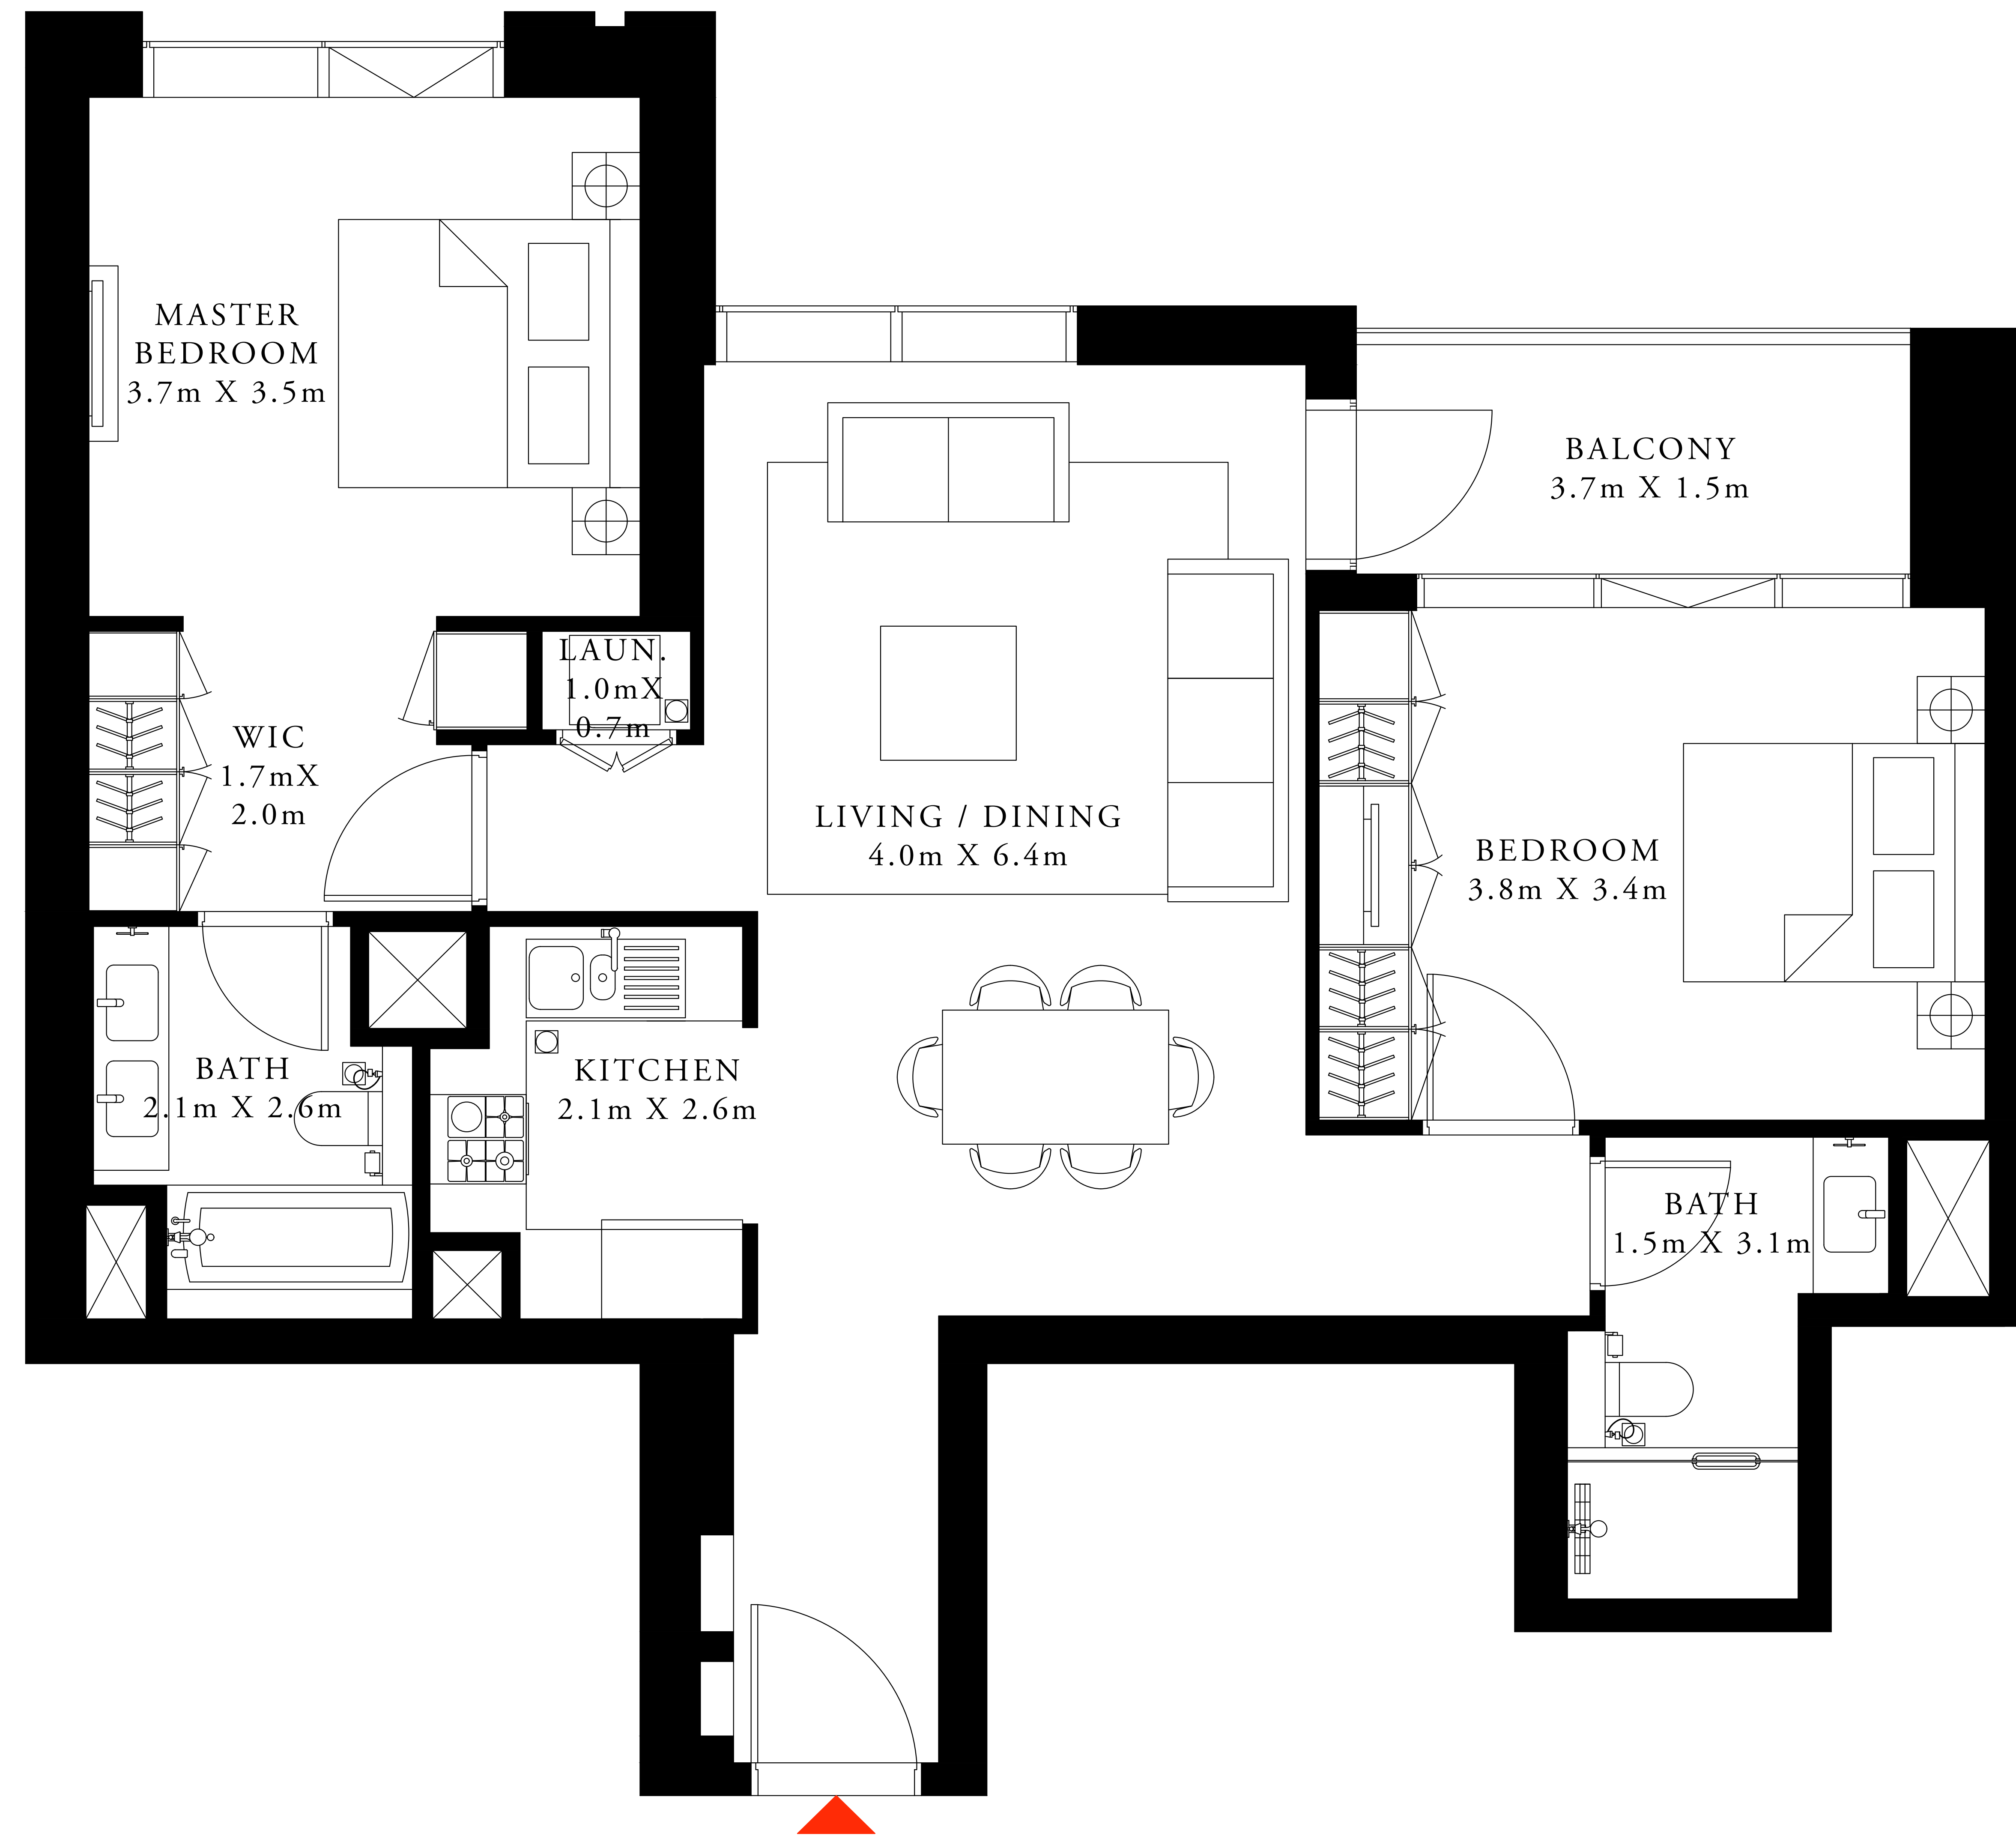 MASTER
BEDROOM
3.7m X 3.5m
BALCONY
3.7m X 1.5m
LAUN.
1.0mX
0.7m
WIC
1.7mX
2.0m
LIVING / DINING
4.0m X 6.4m
BEDROOM
3.8m X 3.4m
BATH
2.1m X 2.6m
KITCHEN
2.1m X 2.6m
BATH
1.5m X 3.1m